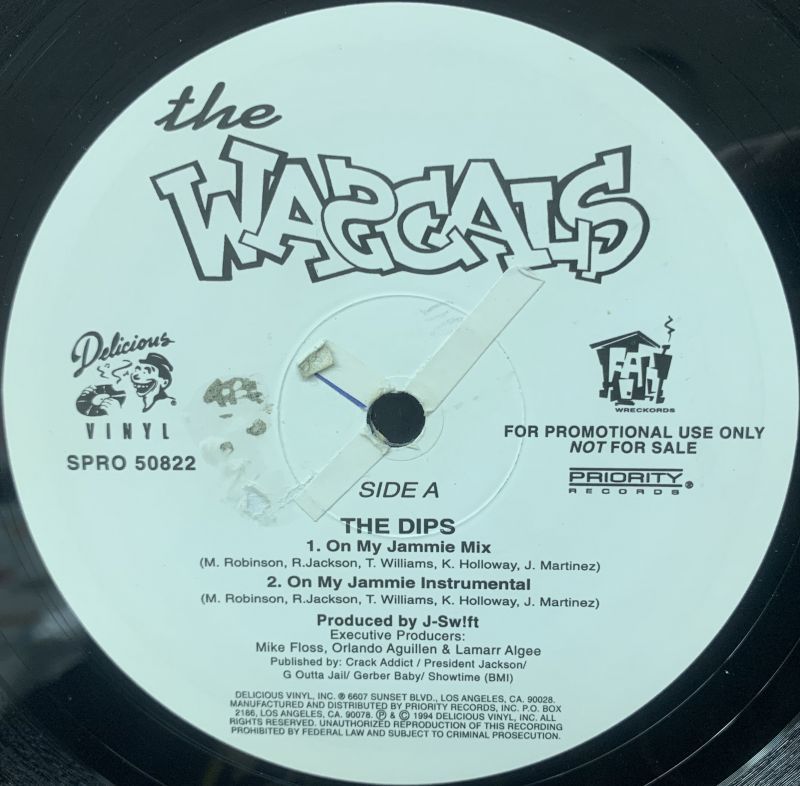 the
WASCALS
Delicious
VINYL
SPRO 50822
FAT
WRECKORDS
FOR PROMOTIONAL USE ONLY
NOT FOR SALE
PRIORITY®
RECORDS
SIDE A
THE DIPS
1. On My Jammie Mix
(M. Robinson, R.Jackson, T. Williams, K. Holloway, J. Martinez)
2. On My Jammie Instrumental
(M. Robinson, R.Jackson, T. Williams, K. Holloway, J. Martinez)
Produced by J-Sw!ft
Executive Producers:
Mike Floss, Orlando Aguillen & Lamarr Algee
Published by: Crack Addict / President Jackson/
G Outta Jail/ Gerber Baby/ Showtime (BMI)
DELICIOUS VINYL, INC. ® 6607 SUNSET BLVD., LOS ANGELES, CA. 90028.
MANUFACTURED AND DISTRIBUTED BY PRIORITY RECORDS, INC. P.O. BOX
2186, LOS ANGELES, CA. 90078. ℗ & © 1994 DELICIOUS VINYL, INC. ALL
RIGHTS RESERVED. UNAUTHORIZED REPRODUCTION OF THIS RECORDING
PROHIBITED BY FEDERAL LAW AND SUBJECT TO CRIMINAL PROSECUTION.